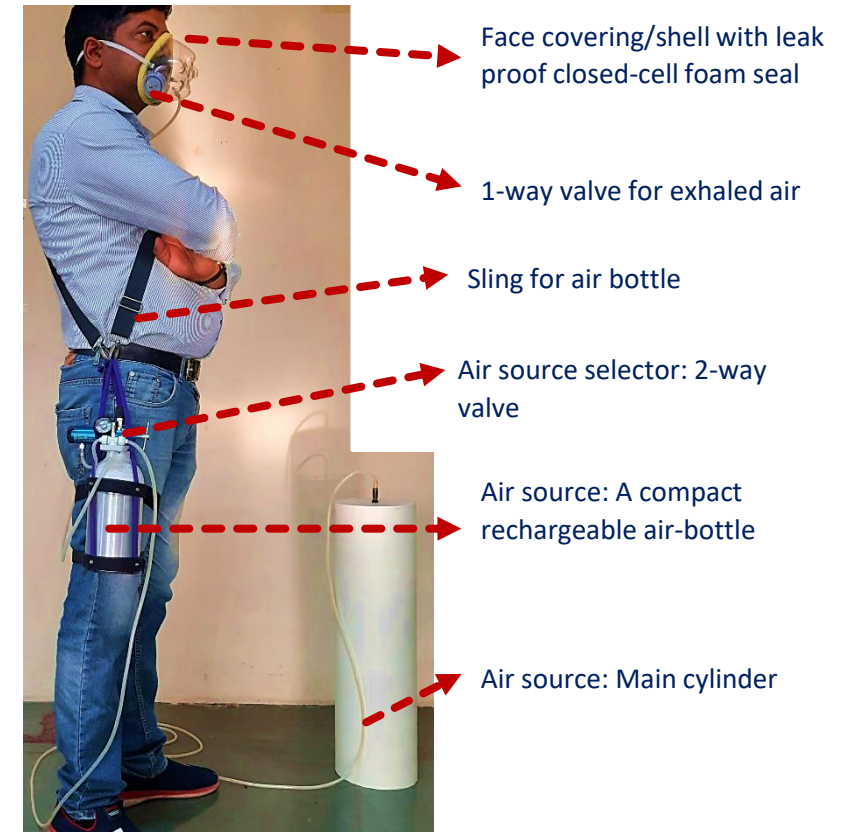 Face covering/shell with leak
proof closed-cell foam seal
1-way valve for exhaled air
Sling for air bottle
Air source selector: 2-way
valve
Air source: A compact
rechargeable air-bottle
Air source: Main cylinder